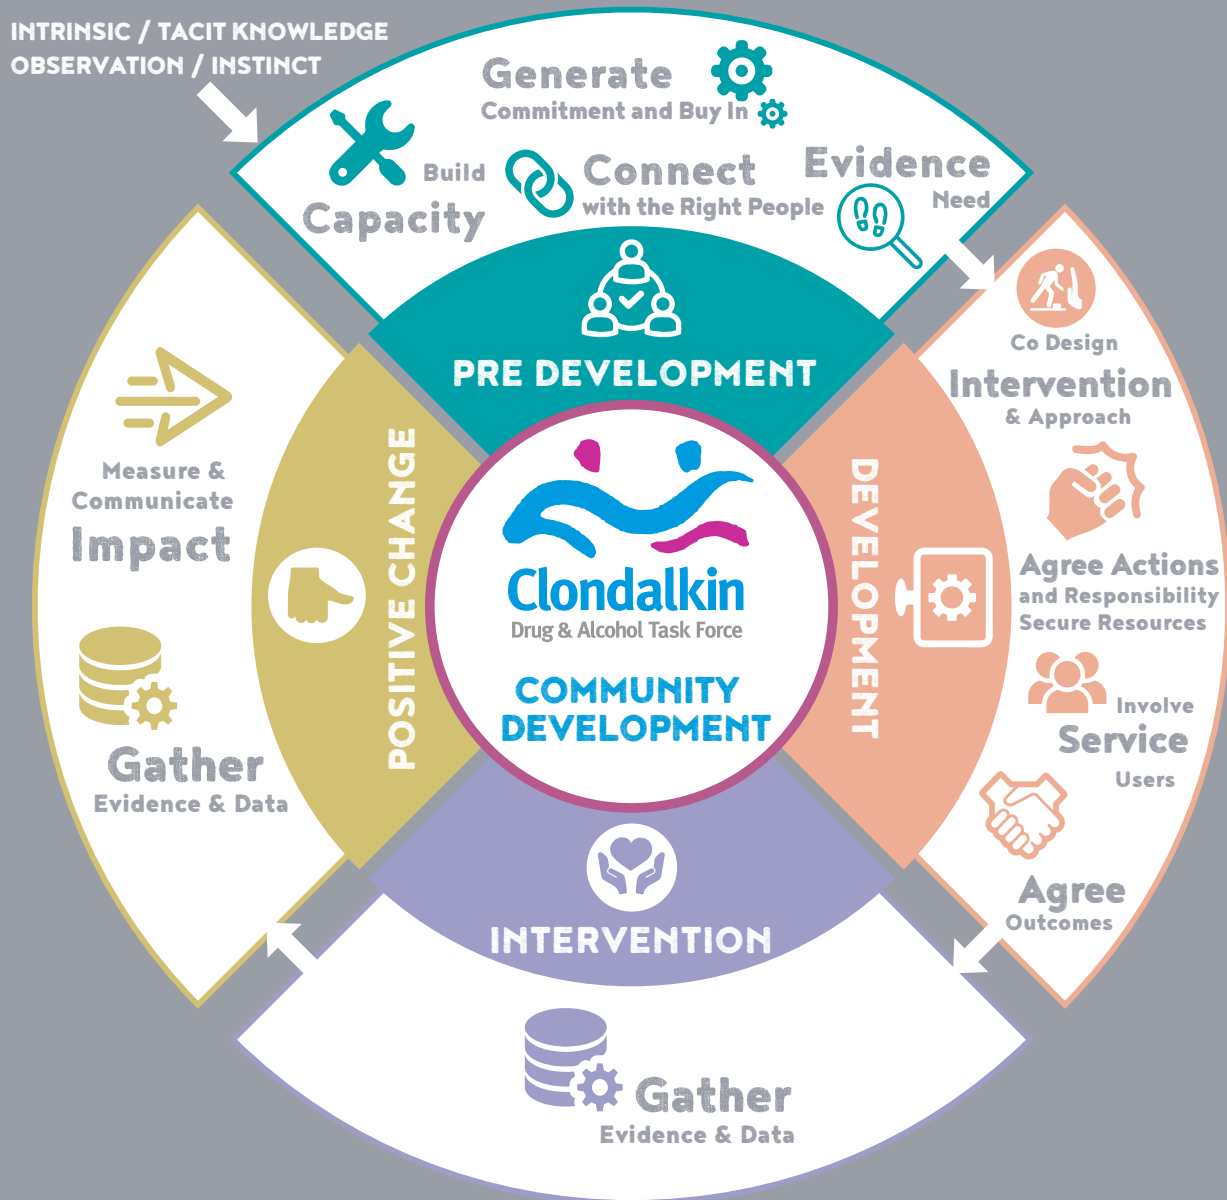 INTRINSIC / TACIT KNOWLEDGE
OBSERVATION / INSTINCT
Generate
Commitment and Buy In
Build
Capacity
Connect
with the Right People
Evidence
Need
PRE DEVELOPMENT
Co Design
Intervention
& Approach
Agree Actions
and Responsibility
Secure Resources
Involve
Service
Users
Agree
Outcomes
DEVELOPMENT
Clondalkin
Drug & Alcohol Task Force
COMMUNITY
DEVELOPMENT
INTERVENTION
Gather
Evidence & Data
POSITIVE CHANGE
Measure &
Communicate
Impact
Gather
Evidence & Data